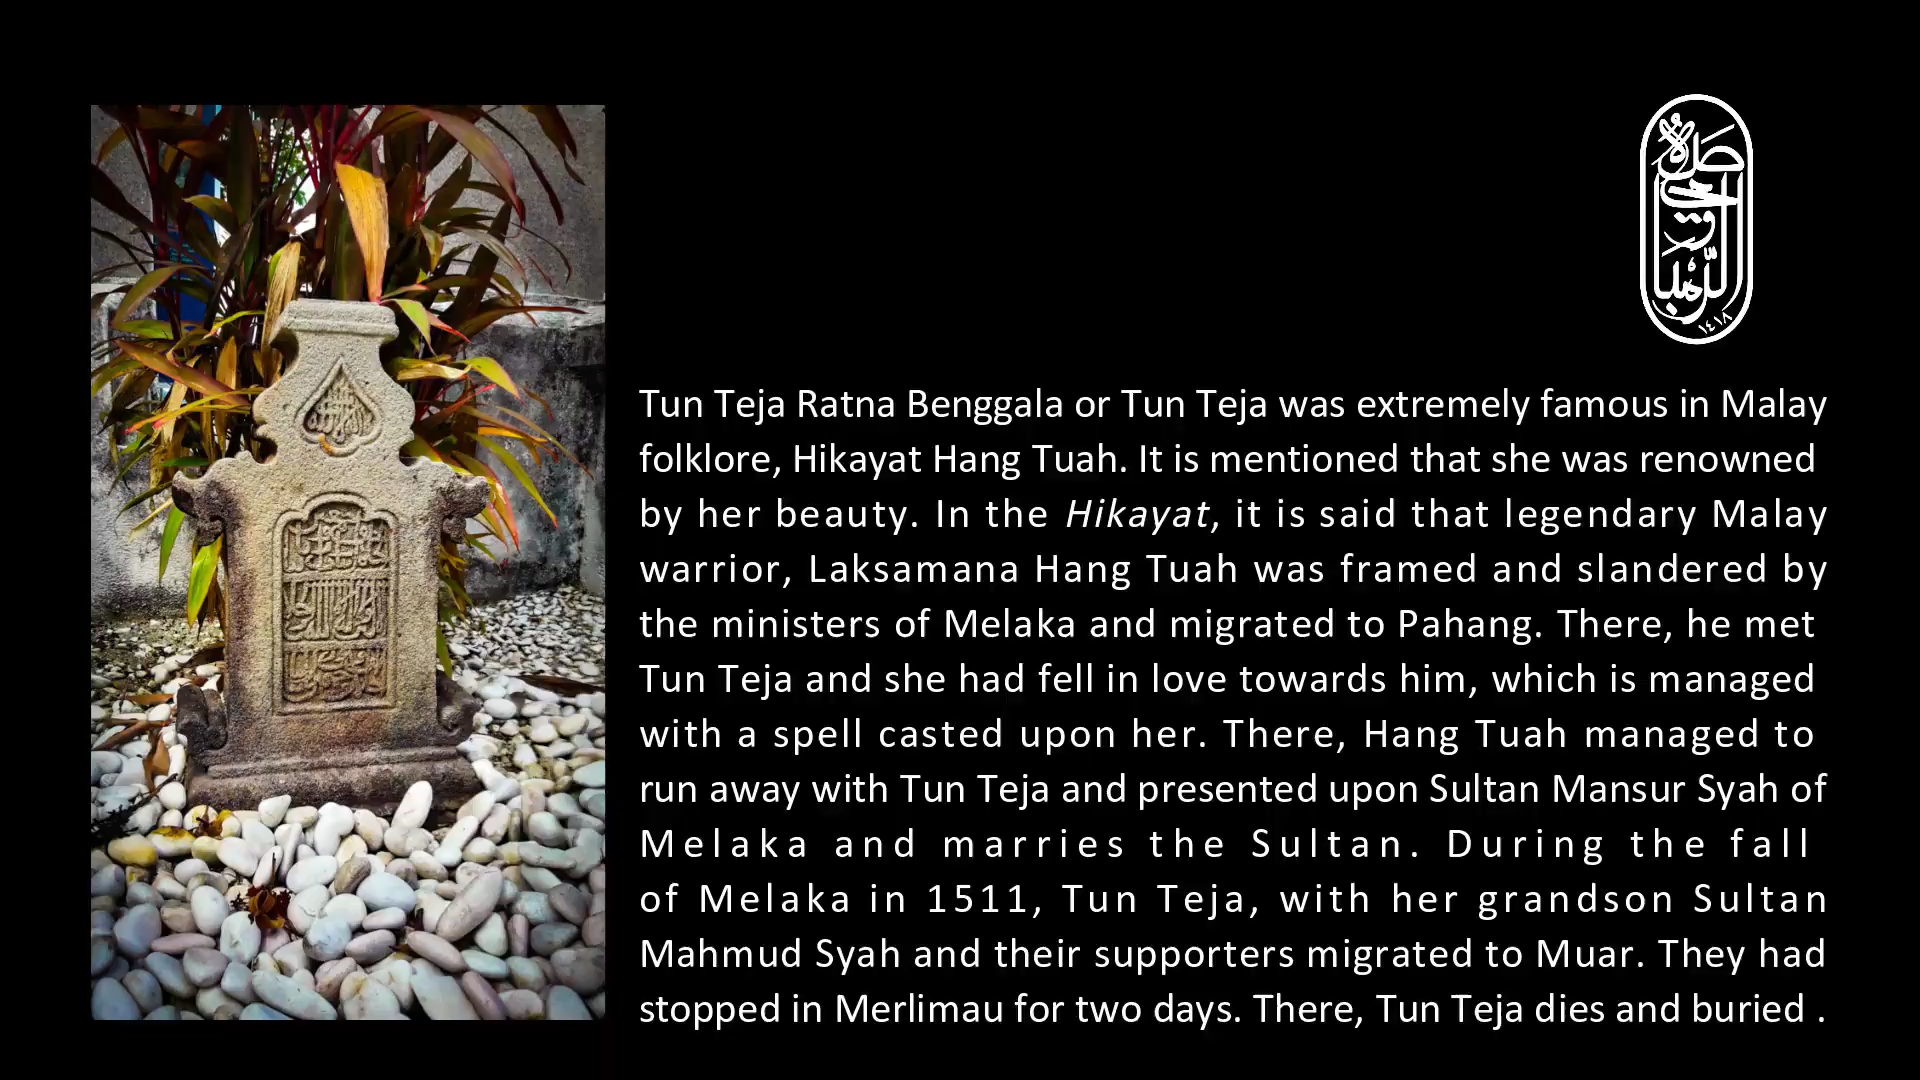 ١٤١٨
Tun Teja Ratna Benggala or Tun Teja was extremely famous in Malay
folklore, Hikayat Hang Tuah. It is mentioned that she was renowned
by her beauty. In the Hikayat, it is said that legendary Malay
warrior, Laksamana Hang Tuah was framed and slandered by
the ministers of Melaka and migrated to Pahang. There, he met
Tun Teja and she had fell in love towards him, which is managed
with a spell casted upon her. There, Hang Tuah managed to
run away with Tun Teja and presented upon Sultan Mansur Syah of
Melaka and marries the Sultan. During the fall
of Melaka in 1511, Tun Teja, with her grandson Sultan
Mahmud Syah and their supporters migrated to Muar. They had
stopped in Merlimau for two days. There, Tun Teja dies and buried .